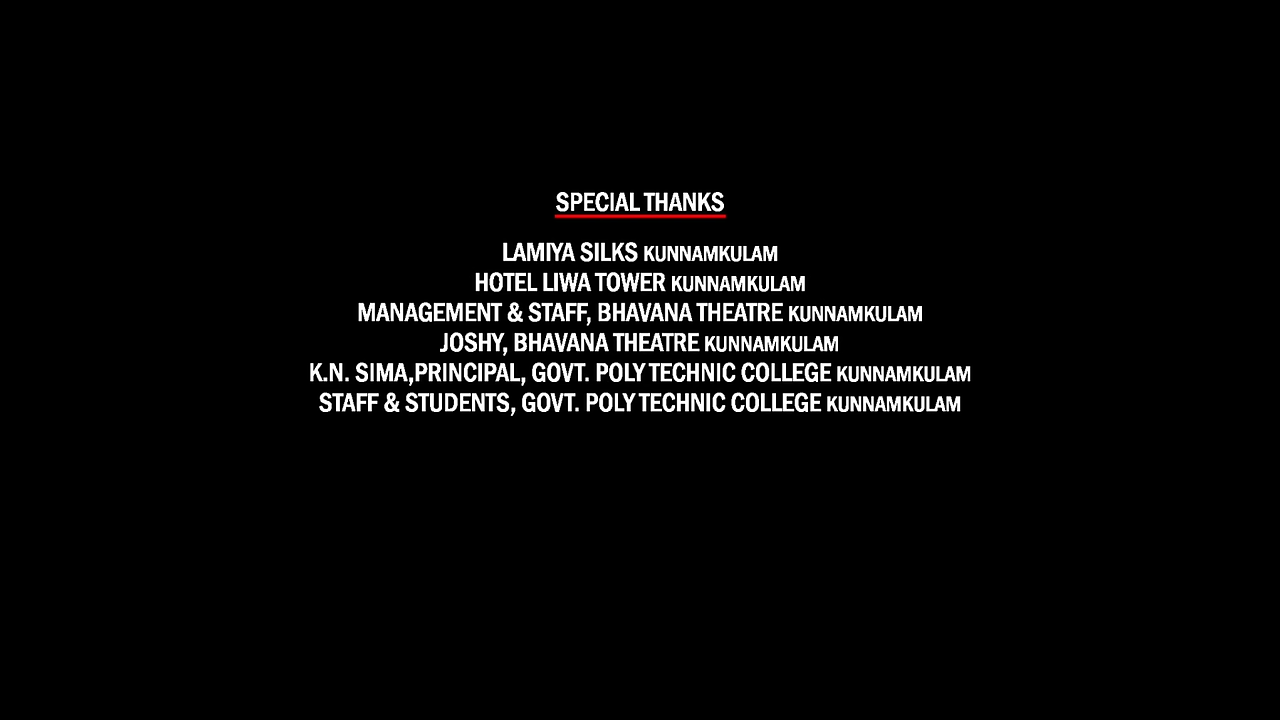 SPECIAL THANKS
LAMIYA SILKS KUNNAMKULAM
HOTEL LIWA TOWER KUNNAMKULAM
MANAGEMENT & STAFF, BHAVANA THEATRE KUNNAMKULAM
JOSHY, BHAVANA THEATRE KUNNAMKULAM
K.N. SIMA,PRINCIPAL, GOVT. POLY TECHNIC COLLEGE KUNNAMKULAM
STAFF & STUDENTS, GOVT. POLY TECHNIC COLLEGE KUNNAMKULAM